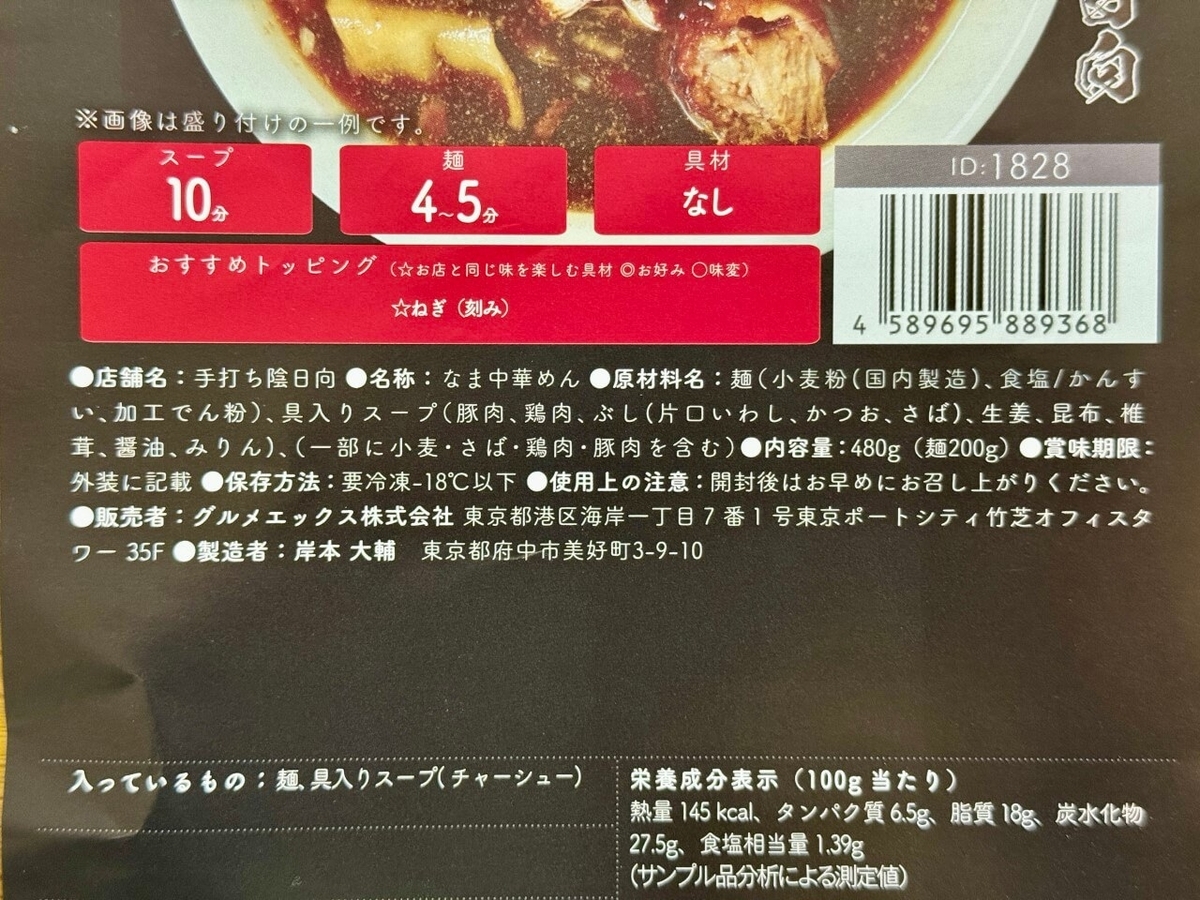 向
※画像は盛り付けの一例です。
スープ
10分
麺
4~5分
具材
なし
ID:1828
おすすめトッピング (☆お店と同じ味を楽しむ具材 ◎お好み ◯味変)
☆ねぎ (刻み)
4 589695 889368
●店舗名:手打ち陰日向 ●名称:なま中華めん ●原材料名:麺(小麦粉(国内製造)、食塩/かんす
い、加工でん粉)、具入りスープ(豚肉、鶏肉、ぶし(片口いわし、かつお、さば)、生姜、昆布、椎
茸、醤油、みりん)、(一部に小麦・さば・鶏肉・豚肉を含む)●内容量:480g (麺200g) ●賞味期限:
外装に記載 ●保存方法:要冷凍-18℃以下 ●使用上の注意:開封後はお早めにお召し上がりください。
●販売者:グルメエックス株式会社 東京都港区海岸一丁目7番1号東京ポートシティ竹芝オフィスタ
ワー 35F ●製造者:岸本 大輔 東京都府中市美好町3-9-10
入っているもの:麺、具入りスープ(チャーシュー)
栄養成分表示 (100g 当たり)
熱量 145 kcal、タンパク質 6.5g、脂質 18g、炭水化物
27.5g、食塩相当量 1.39g
(サンプル品分析による測定値)